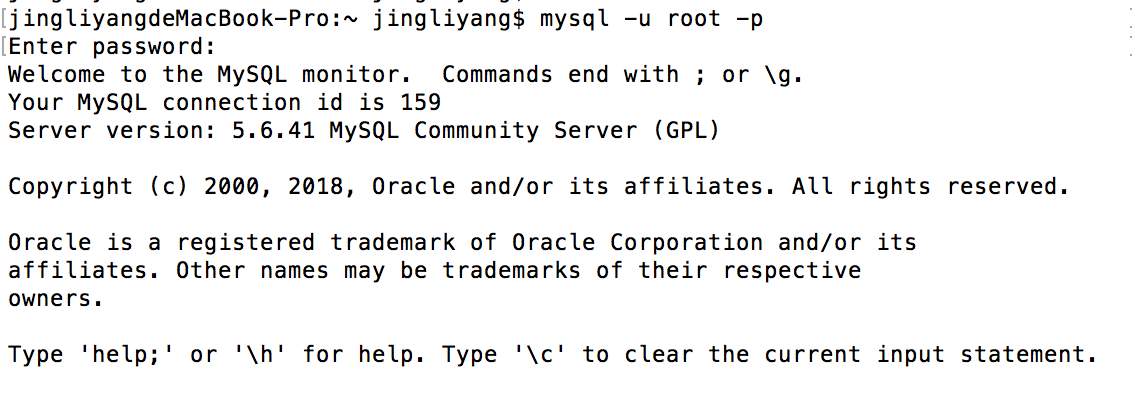 jingliyangdeMacBook-Pro:~ jingliyang$ mysql -u root -p
Enter password:
Welcome to the MySQL monitor.  Commands end with ; or \g.
Your MySQL connection id is 159
Server version: 5.6.41 MySQL Community Server (GPL)

Copyright (c) 2000, 2018, Oracle and/or its affiliates. All rights reserved.

Oracle is a registered trademark of Oracle Corporation and/or its
affiliates. Other names may be trademarks of their respective
owners.

Type 'help;' or '\h' for help. Type '\c' to clear the current input statement.